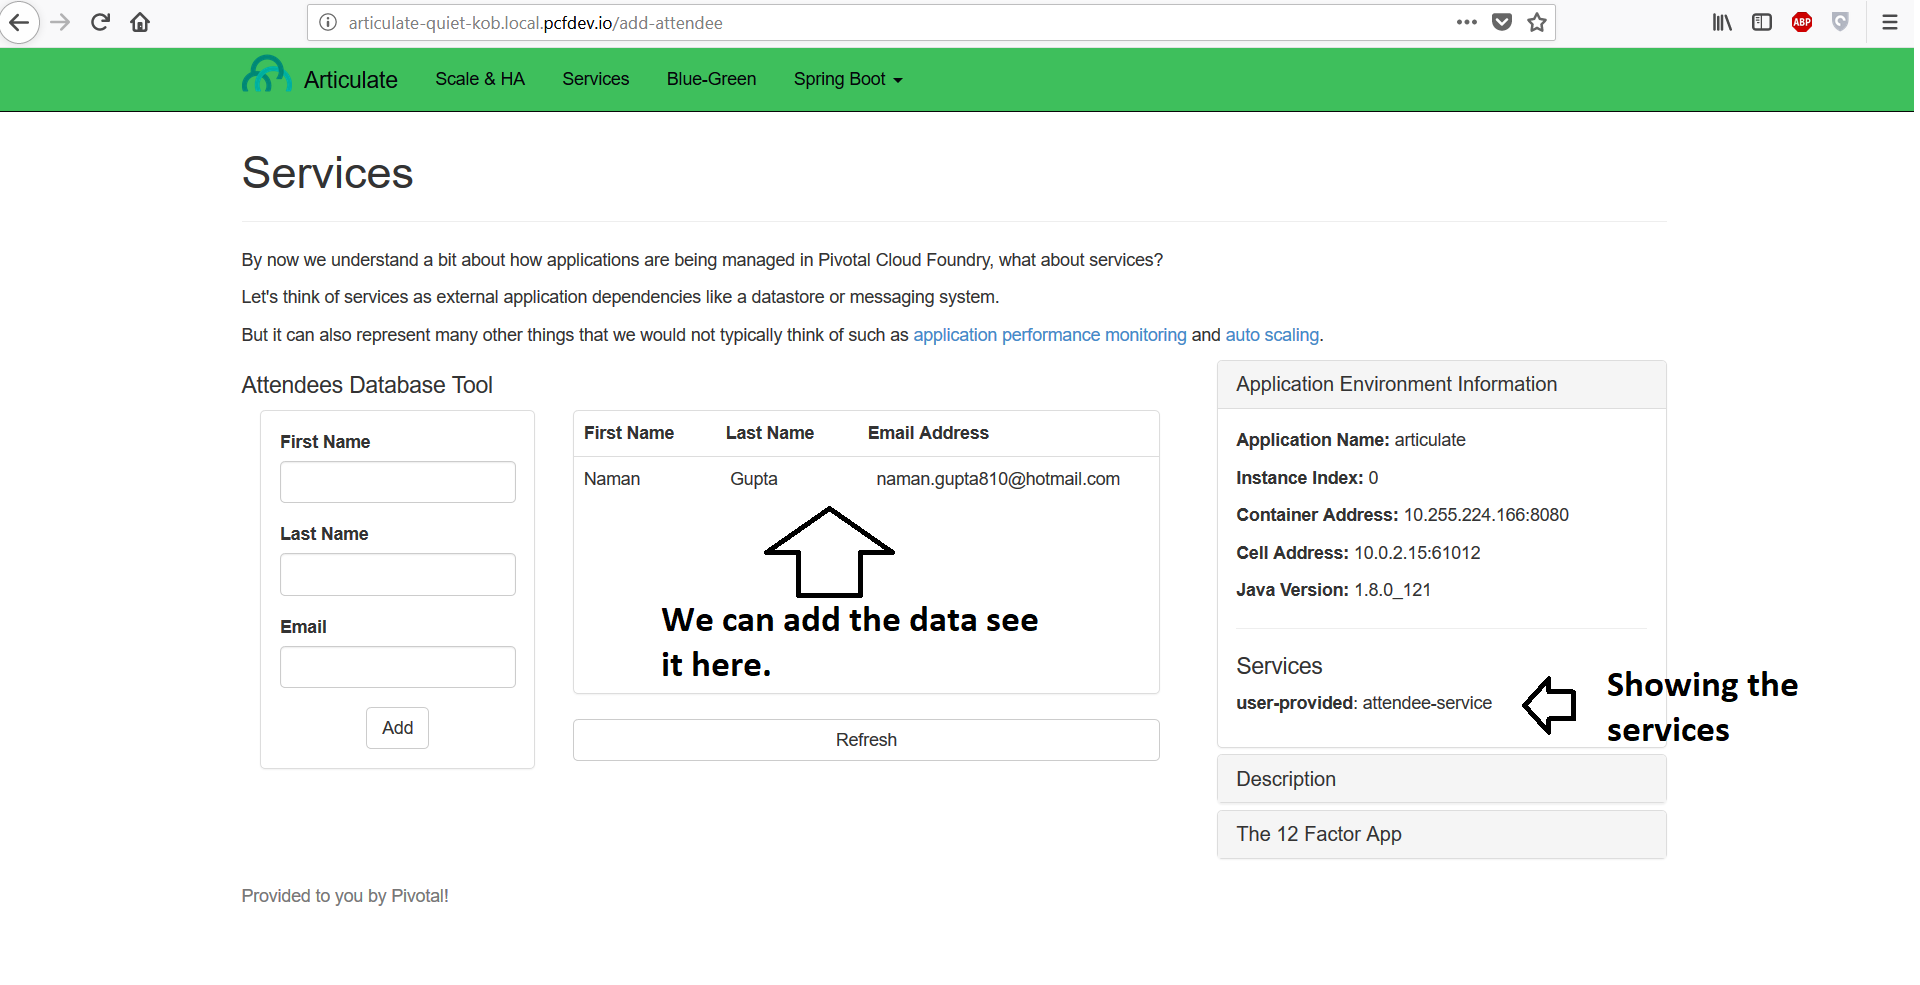 articulate-quiet-kob.local.pcfdev.io/add-attendee
ABP
Articulate Scale & HA Services Blue-Green Spring Boot
Services
By now we understand a bit about how applications are being managed in Pivotal Cloud Foundry, what about services?
Let's think of services as external application dependencies like a datastore or messaging system.
But it can also represent many other things that we would not typically think of such as application performance monitoring and auto scaling.
Attendees Database Tool
First Name
Last Name
Email
Add
First Name Last Name Email Address
Naman Gupta naman.gupta810@hotmail.com
We can add the data see
it here.
Refresh
Application Environment Information
Application Name: articulate
Instance Index: 0
Container Address: 10.255.224.166:8080
Cell Address: 10.0.2.15:61012
Java Version: 1.8.0_121
Services
user-provided: attendee-service
Showing the
services
Description
The 12 Factor App
Provided to you by Pivotal!